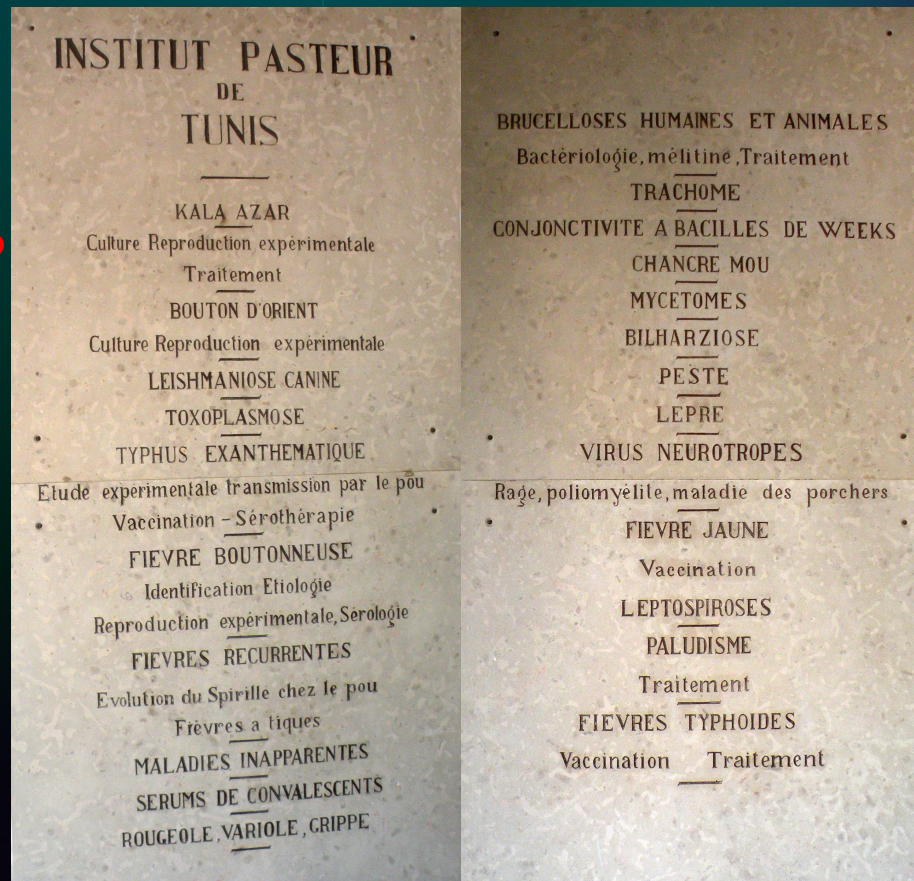 INSTITUT PASTEUR
DE
TUNIS
KALA AZAR
Culture Reproduction expérimentale
Traitement
BOUTON D'ORIENT
Culture Reproduction expérimentale
LEISHMANIOSE CANINE
TOXOPLASMOSE
TYPHUS EXANTHEMATIQUE
Etude experimentale transmission par le pou
Vaccination - Sérothérapie
FIEVRE BOUTONNEUSE
Identification Etiologie
Reproduction expérimentale, Sérologie
FIEVRES RECURRENTES
Evolution du Spirille chez le pou
Fièvres a tiques
MALADIES INAPPARENTES
SERUMS DE CONVALESCENTS
ROUGEOLE, VARIOLE, GRIPPE
BRUCELLOSES HUMAINES ET ANIMALES
Bactériologie, mélitine, Traitement
TRACHOME
CONJONCTIVITE A BACILLES DE WEEKS
CHANCRE MOU
MYCETOMES
BILHARZIOSE
PESTE
LEPRE
VIRUS NEUROTROPES
Rage, poliomyélite, maladie des porchers
FIEVRE JAUNE
Vaccination
LEPTOSPIROSES
PALUDISME
Traitement
FIEVRES TYPHOIDES
Vaccination Traitement